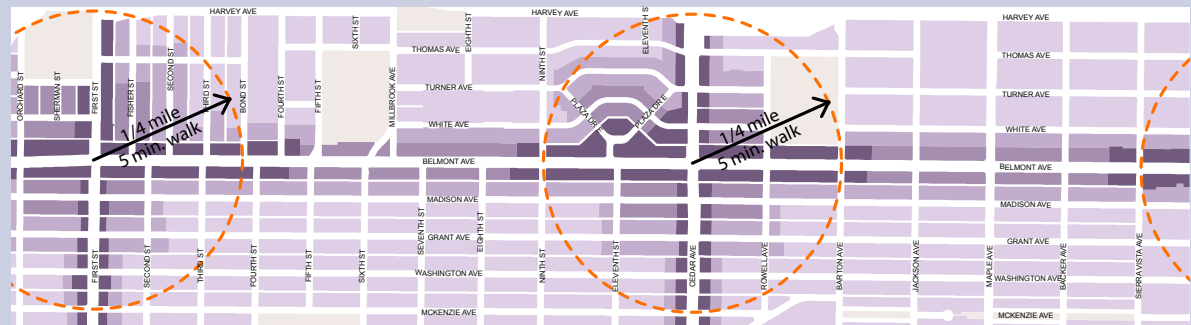 HARVEY AVE
HARVEY AVE
HARVEY AVE
SIXTH ST
EIGHTH ST
ELEVENTH ST
THOMAS AVE
THOMAS AVE
NINTH ST
SECOND ST
ORCHARD ST
SHERMAN ST
FIRST ST
FISHER ST
THIRD ST
BOND ST
FOURTH ST
FIFTH ST
MILLBROOK AVE
TURNER AVE
TURNER AVE
PLAZA DR E
PLAZA DR E
1/4 mile
5 min. walk
1/4 mile
5 min. walk
WHITE AVE
WHITE AVE
BELMONT AVE
BELMONT AVE
MADISON AVE
MADISON AVE
SEVENTH ST
EIGHTH ST
GRANT AVE
GRANT AVE
FIRST ST
SECOND ST
THIRD ST
FOURTH ST
FIFTH ST
SIXTH ST
WASHINGTON AVE
NINTH ST
ELEVENTH ST
CEDAR AVE
ROWELL AVE
BARTON AVE
JACKSON AVE
MAPLE AVE
WASHINGTON AVE
BACKER AVE
SIERRA VISTA AVE
MCKENZIE AVE
MCKENZIE AVE